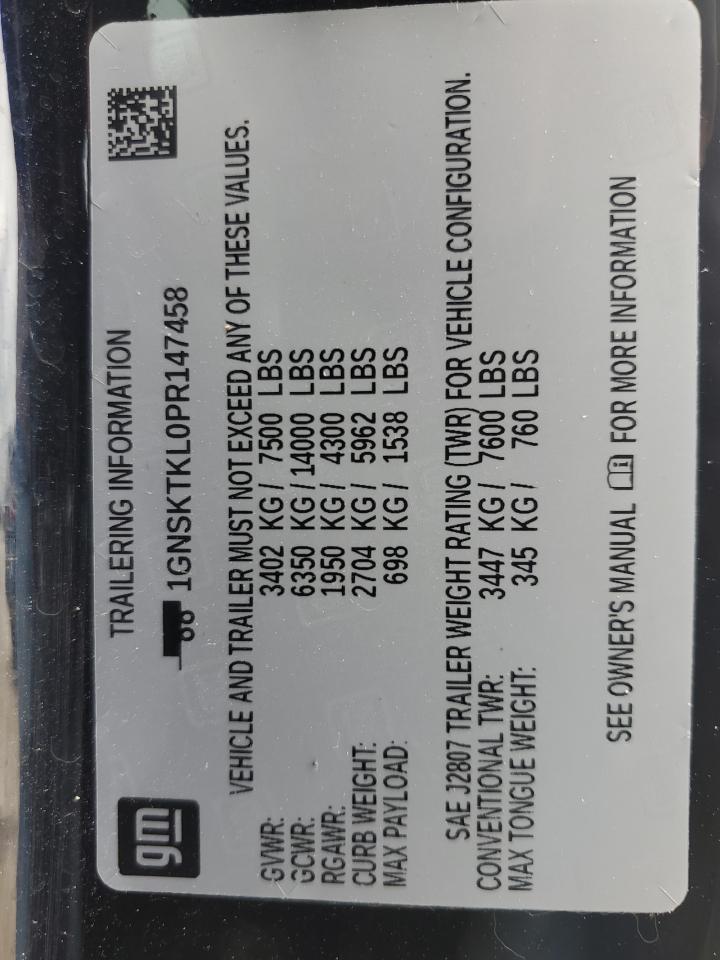 gm
TRAILERING INFORMATION
1GNSKTKL0PR147458
VEHICLE AND TRAILER MUST NOT EXCEED ANY OF THESE VALUES.
GVWR: 3402 KG / 7500 LBS
GCWR: 6350 KG / 14000 LBS
RGAWR: 1950 KG / 4300 LBS
CURB WEIGHT: 2704 KG / 5962 LBS
MAX PAYLOAD: 698 KG / 1538 LBS
SAE J2807 TRAILER WEIGHT RATING (TWR) FOR VEHICLE CONFIGURATION.
CONVENTIONAL TWR: 3447 KG / 7600 LBS
MAX TONGUE WEIGHT: 345 KG / 760 LBS
SEE OWNER'S MANUAL FOR MORE INFORMATION